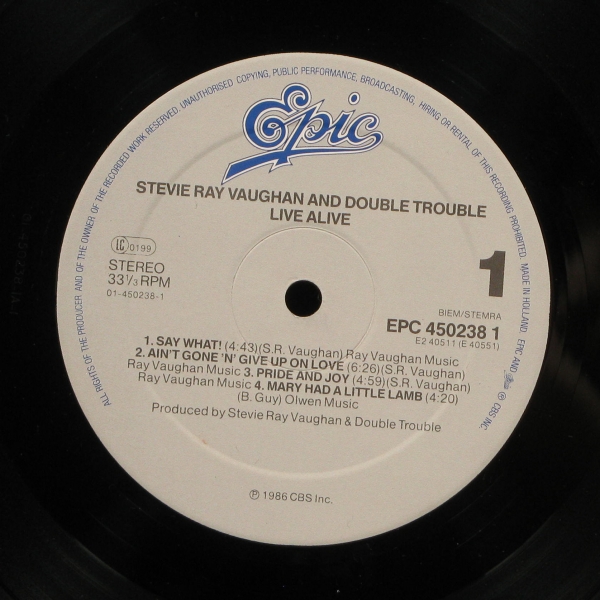 ALL RIGHTS OF THE PRODUCER AND OF THE OWNER OF THE RECORDED WORK RESERVED. UNAUTHORISED COPYING, PUBLIC PERFORMANCE, BROADCASTING, HIRING OR RENTAL OF THIS RECORDING PROHIBITED. MADE IN HOLLAND. EPIC AND ℗ CBS INC.
Epic
STEVIE RAY VAUGHAN AND DOUBLE TROUBLE
LIVE ALIVE
LC 0199
STEREO
33 1/3 RPM
01-450238-1
1
BIEM/STEMRA
EPC 450238 1
E2 40511 (E 40551)
1. SAY WHAT! (4:43)(S.R. Vaughan) Ray Vaughan Music
2. AIN'T GONE 'N' GIVE UP ON LOVE (6:26)(S.R. Vaughan)
Ray Vaughan Music 3. PRIDE AND JOY (4:59)(S.R. Vaughan)
Ray Vaughan Music 4. MARY HAD A LITTLE LAMB (4:20)
(B. Guy) Olwen Music
Produced by Stevie Ray Vaughan & Double Trouble
℗ 1986 CBS Inc.